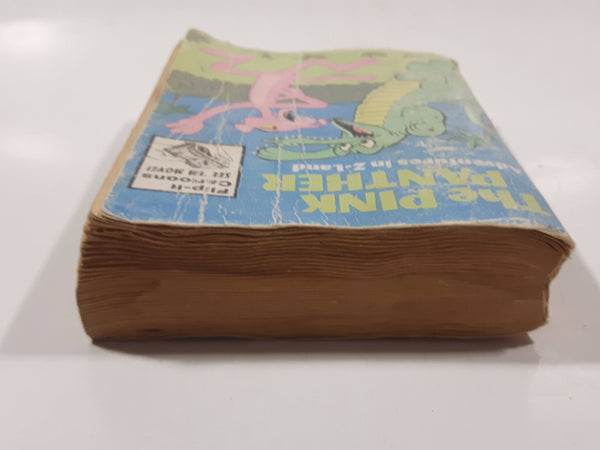 The PINK
PANTHER
Adventures in Z-Land
Flip-it
Cartoons
SEE 'EM MOVE!